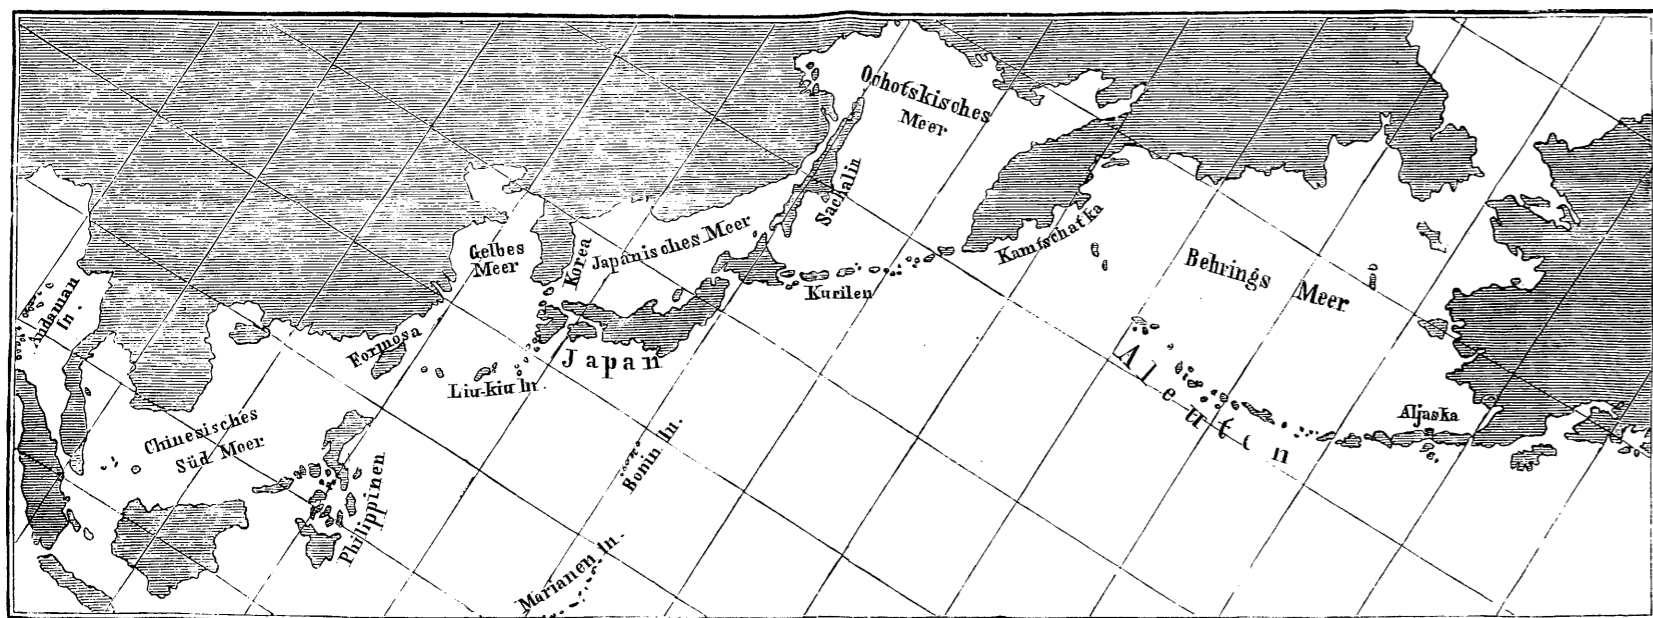 Ochotskisches
Meer
Sachalin
Kamtschatka
Behrings Meer
Gelbes
Meer
Korea
Japanisches Meer
Kurilen
Andaman
In.
Formosa
Liu-kiu In.
Japan
Aleuten
Aljaska
Chinesisches
Süd Meer
Philippinen
Bonin In.
Marianen In.